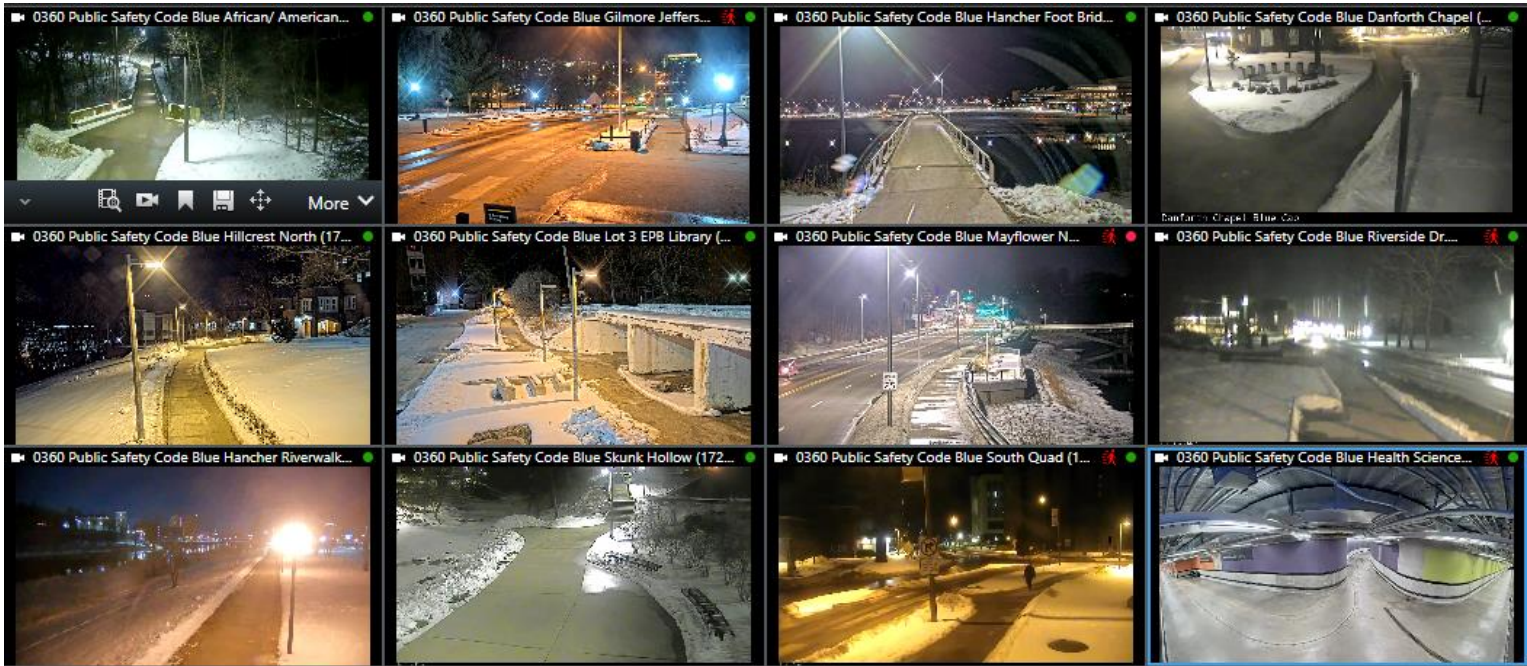 0360 Public Safety Code Blue African/ American...
0360 Public Safety Code Blue Gilmore Jeffers...
0360 Public Safety Code Blue Hancher Foot Brid...
0360 Public Safety Code Blue Danforth Chapel (...
More
Danforth Chapel Blue Cap
0360 Public Safety Code Blue Hillcrest North (17...
0360 Public Safety Code Blue Lot 3 EPB Library (...
0360 Public Safety Code Blue Mayflower N...
0360 Public Safety Code Blue Riverside Dr....
0360 Public Safety Code Blue Hancher Riverwalk...
0360 Public Safety Code Blue Skunk Hollow (172...
0360 Public Safety Code Blue South Quad (1...
0360 Public Safety Code Blue Health Science...